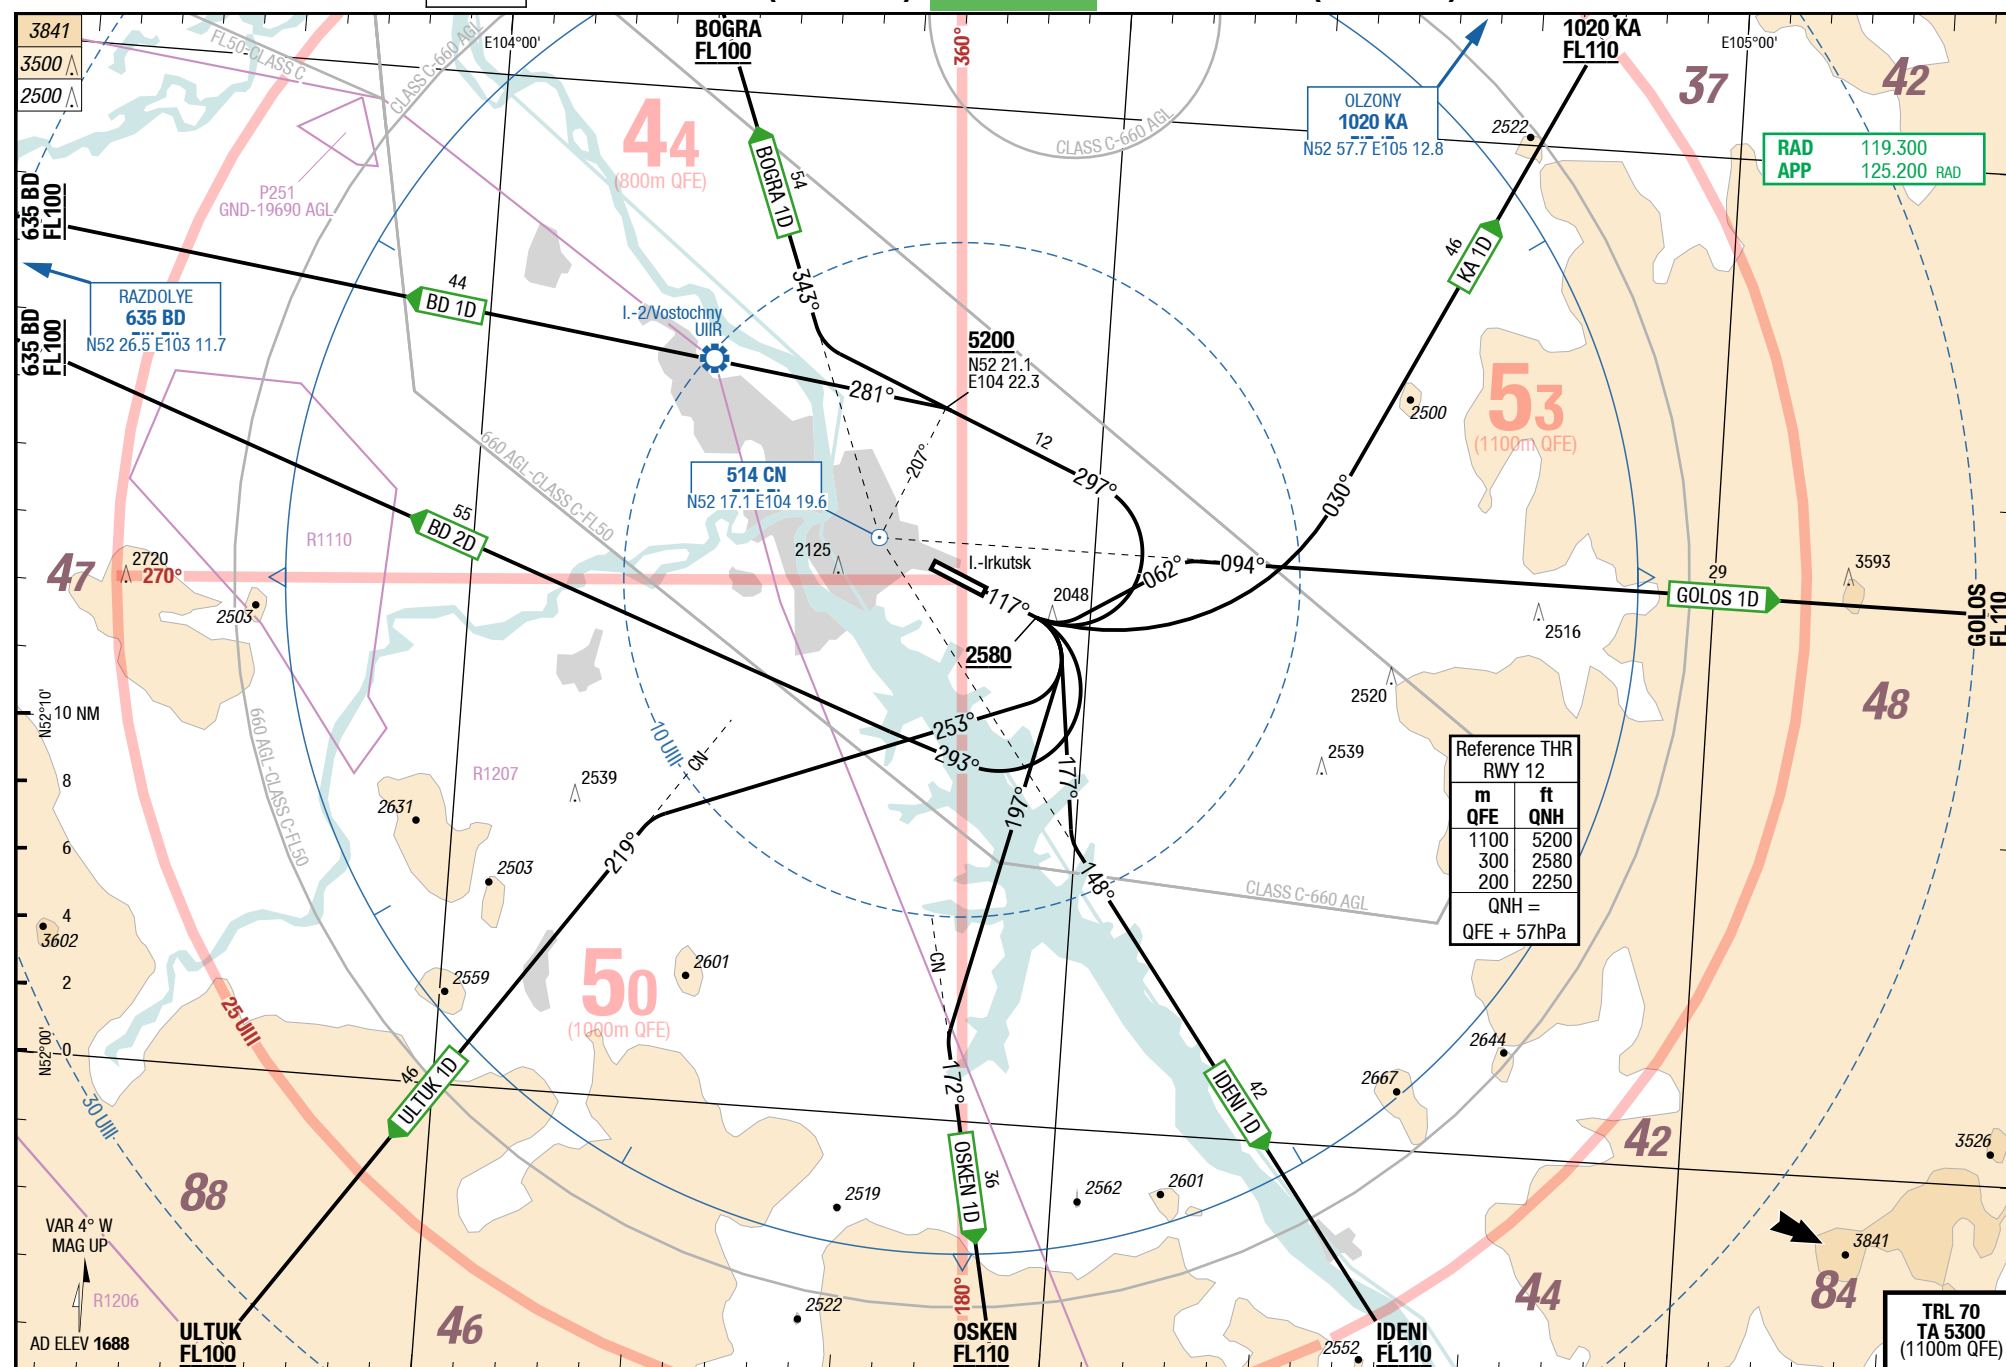 3841
3500
2500
FL50-CLASS C
CLASS C-660 AGL
E104°00'
BOGRA
FL100
360°
1020 KA
FL110
E105°00'
37
42
OLZONY
1020 KA
N52 57.7 E105 12.8
2522
RAD 119.300
APP 125.200 RAD
CLASS C-660 AGL
44
(800m QFE)
P251
GND-19690 AGL
54
BOGRA 1D
343°
635 BD
FL100
46
KA 1D
RAZDOLYE
635 BD
N52 26.5 E103 11.7
44
BD 1D
I.-2/Vostochny
UIIR
635 BD
FL100
5200
N52 21.1
E104 22.3
281°
53
(1100m QFE)
2500
12
297°
207°
030°
660 AGL-CLASS C-FL50
514 CN
N52 17.1 E104 19.6
55
BD 2D
R1110
2125
I.-Irkutsk
47
2720
270°
2503
117°
2048
062°
094°
29
GOLOS 1D
3593
GOLOS
FL110
2516
2580
2520
48
N52°10'
10 NM
8
6
4
2
0
660 AGL-CLASS C-FL50
10 UIII
253°
293°
CN
R1207
2539
2631
2503
219°
197°
177°
148°
2539
Reference THR
RWY 12
m ft
QFE QNH
1100 5200
300 2580
200 2250
QNH =
QFE + 57hPa
CLASS C-660 AGL
3602
2559
2601
50
(1000m QFE)
CN
25 UIII
N52°00'
30 UIII
46
ULTUK 1D
172°
36
OSKEN 1D
42
IDENI 1D
2644
2667
42
3526
88
2519
2562
2601
3841
84
VAR 4° W
MAG UP
R1206
AD ELEV 1688
46
2522
180°
44
2552
ULTUK
FL100
OSKEN
FL110
IDENI
FL110
TRL 70
TA 5300
(1100m QFE)